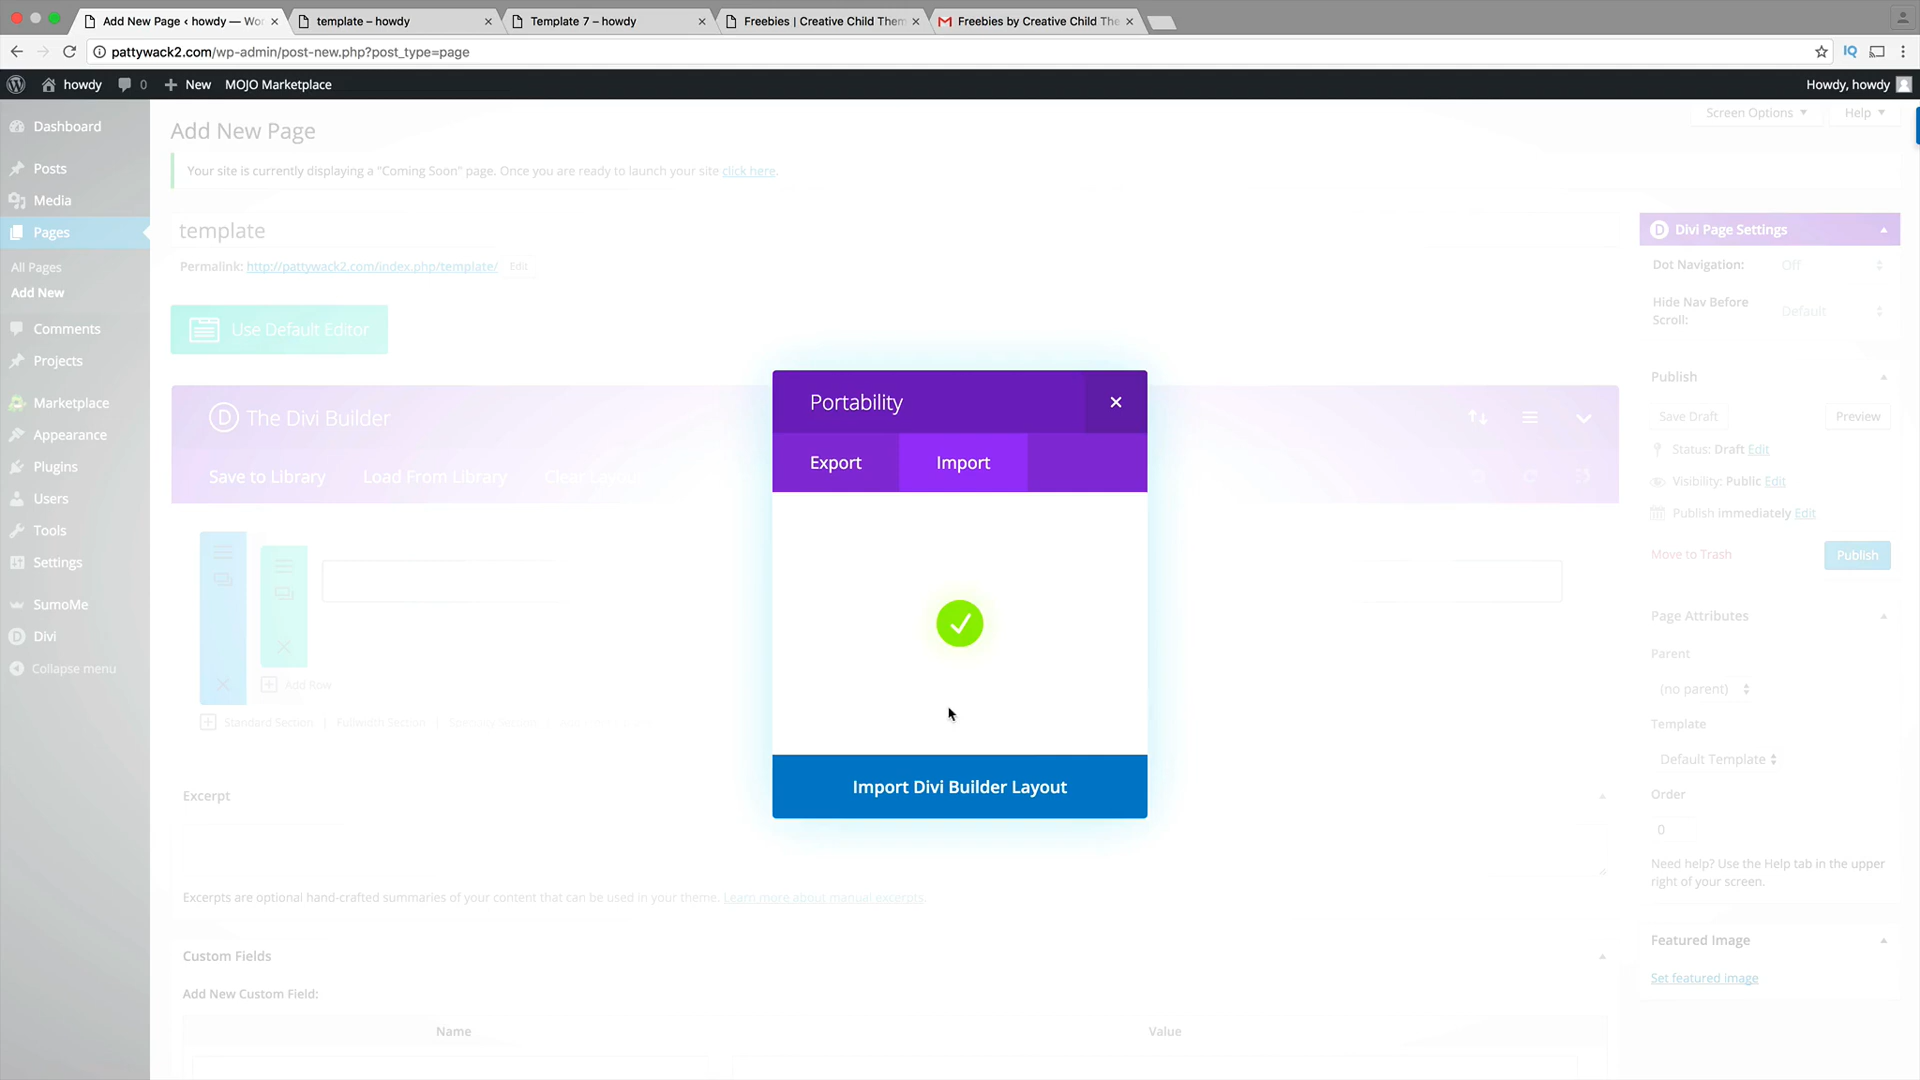 Add New Page ‹ howdy — Wo
template – howdy
Template 7 – howdy
Freebies | Creative Child Them
Freebies by Creative Child The
pattywack2.com/wp-admin/post-new.php?post_type=page
howdy
0
New
MOJO Marketplace
Howdy, howdy
Dashboard
Posts
Media
Pages
All Pages
Add New
Comments
Projects
Marketplace
Appearance
Plugins
Users
Tools
Settings
SumoMe
Divi
Collapse menu
Add New Page
Screen Options
Help
Your site is currently displaying a "Coming Soon" page. Once you are ready to launch your site click here.
template
Permalink: http://pattywack2.com/index.php/template/ Edit
Use Default Editor
The Divi Builder
Save to Library
Load From Library
Clear Layout
Add Row
Standard Section | Fullwidth Section | Specialty Section
Portability
Export
Import
Import Divi Builder Layout
Excerpt
Excerpts are optional hand-crafted summaries of your content that can be used in your theme. Learn more about manual excerpts.
Custom Fields
Add New Custom Field:
Name
Value
Divi Page Settings
Dot Navigation: Off
Hide Nav Before Scroll: Default
Publish
Save Draft
Preview
Status: Draft Edit
Visibility: Public Edit
Publish immediately Edit
Move to Trash
Publish
Page Attributes
Parent
(no parent)
Template
Default Template
Order
0
Need help? Use the Help tab in the upper
right of your screen.
Featured Image
Set featured image